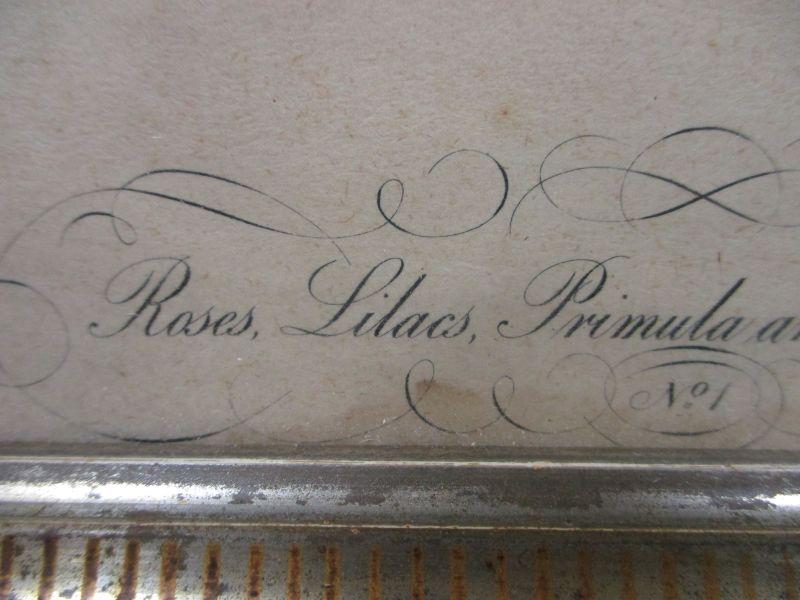 Roses, Lilacs, Primula a
No. 1